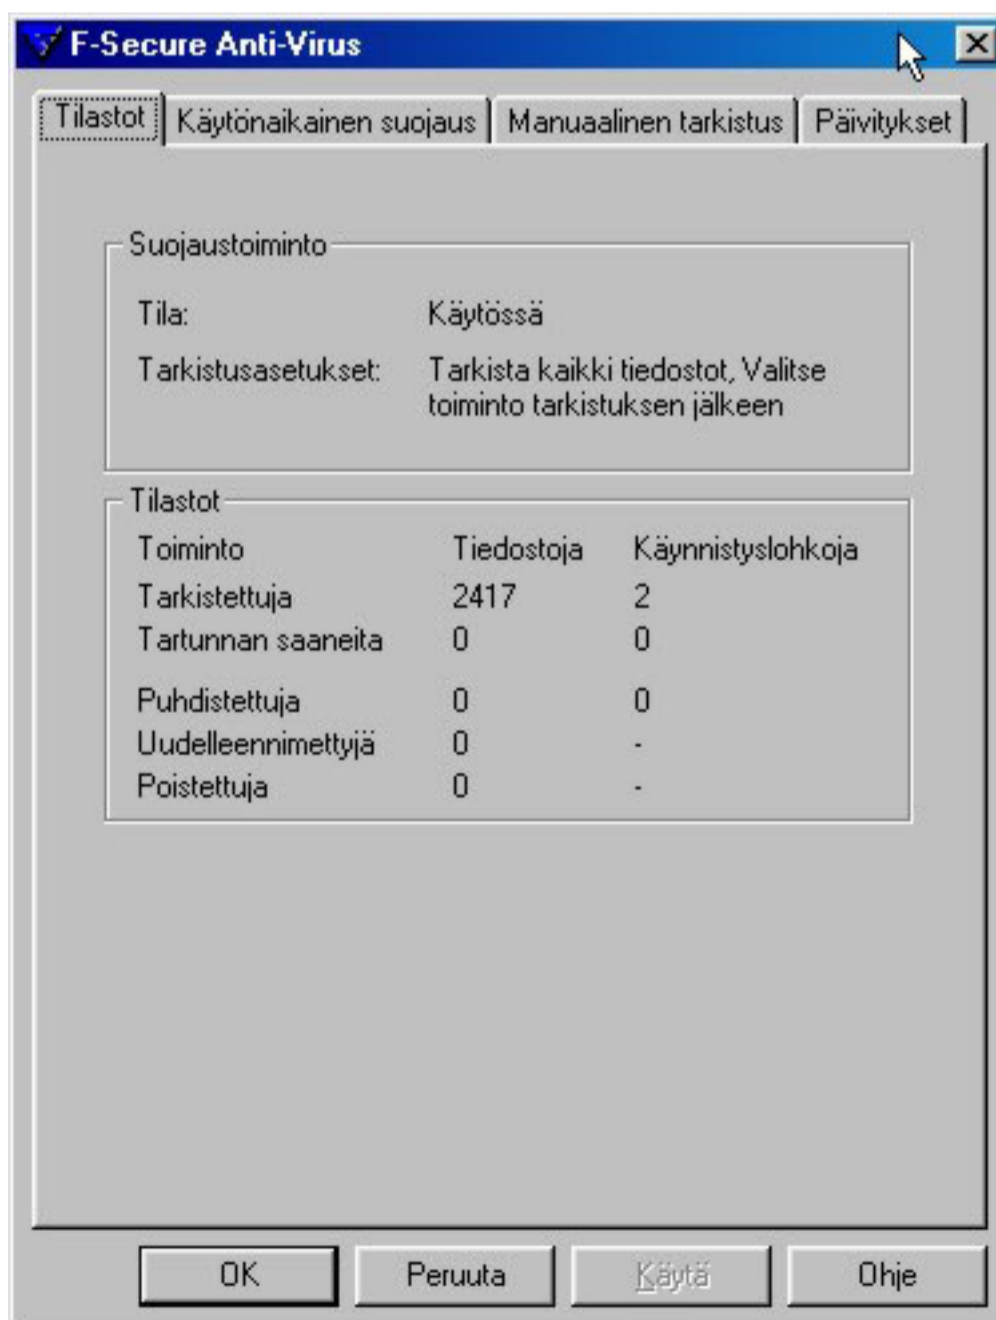 F-Secure Anti-Virus
Tilastot Käytönaikainen suojaus Manuaalinen tarkistus Päivitykset
Suojaustoiminto
Tila: Käytössä
Tarkistusasetukset: Tarkista kaikki tiedostot, Valitse
toiminto tarkistuksen jälkeen
Tilastot
Toiminto Tiedostoja Käynnistyslohkoja
Tarkistettuja 2417 2
Tartunnan saaneita 0 0
Puhdistettuja 0 0
Uudelleennimettyjä 0 -
Poistettuja 0 -
OK Peruuta Käytä Ohje